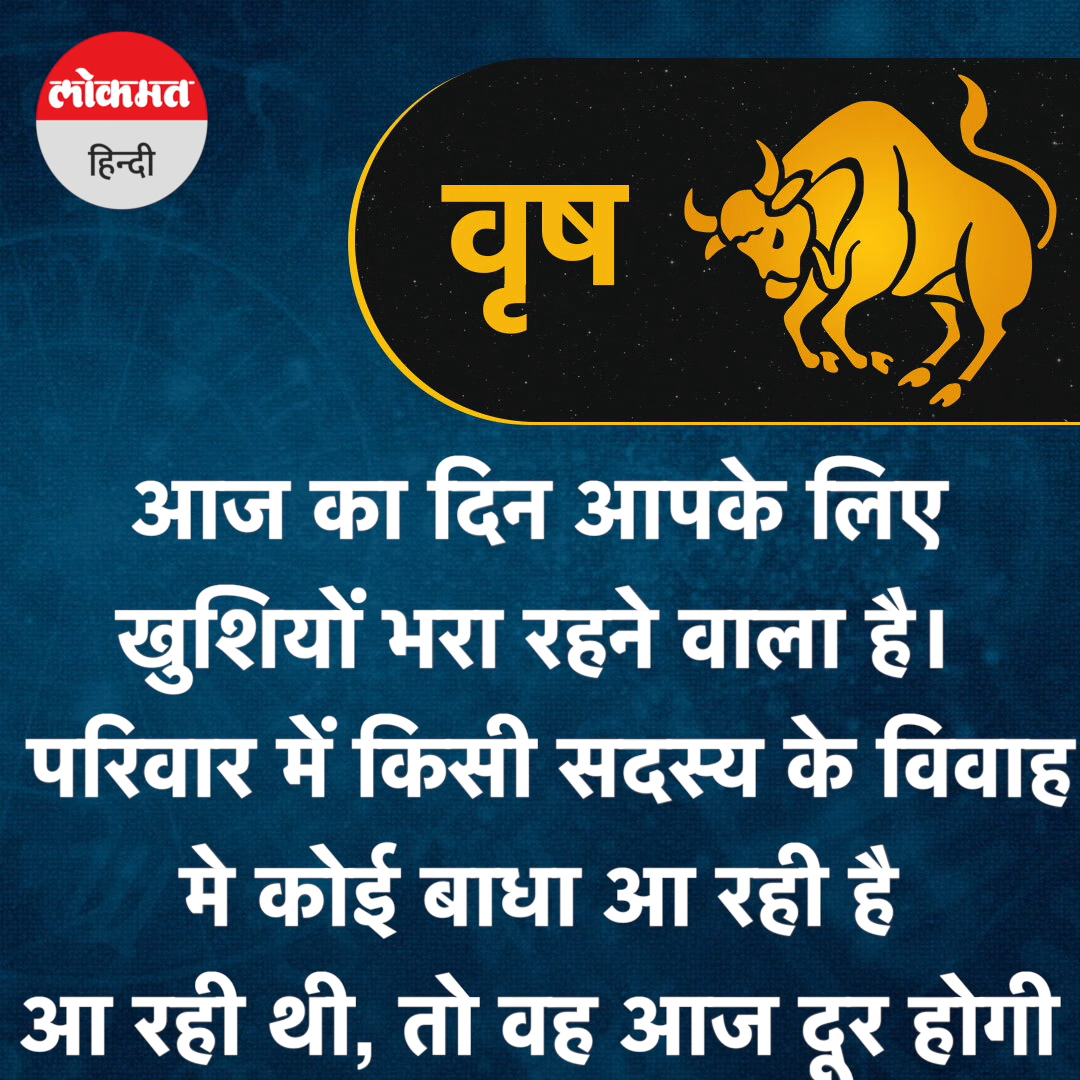 लोकमत
हिन्दी
वृष
आज का दिन आपके लिए
खुशियों भरा रहने वाला है।
परिवार में किसी सदस्य के विवाह
मे कोई बाधा आ रही है
आ रही थी, तो वह आज दूर होगी